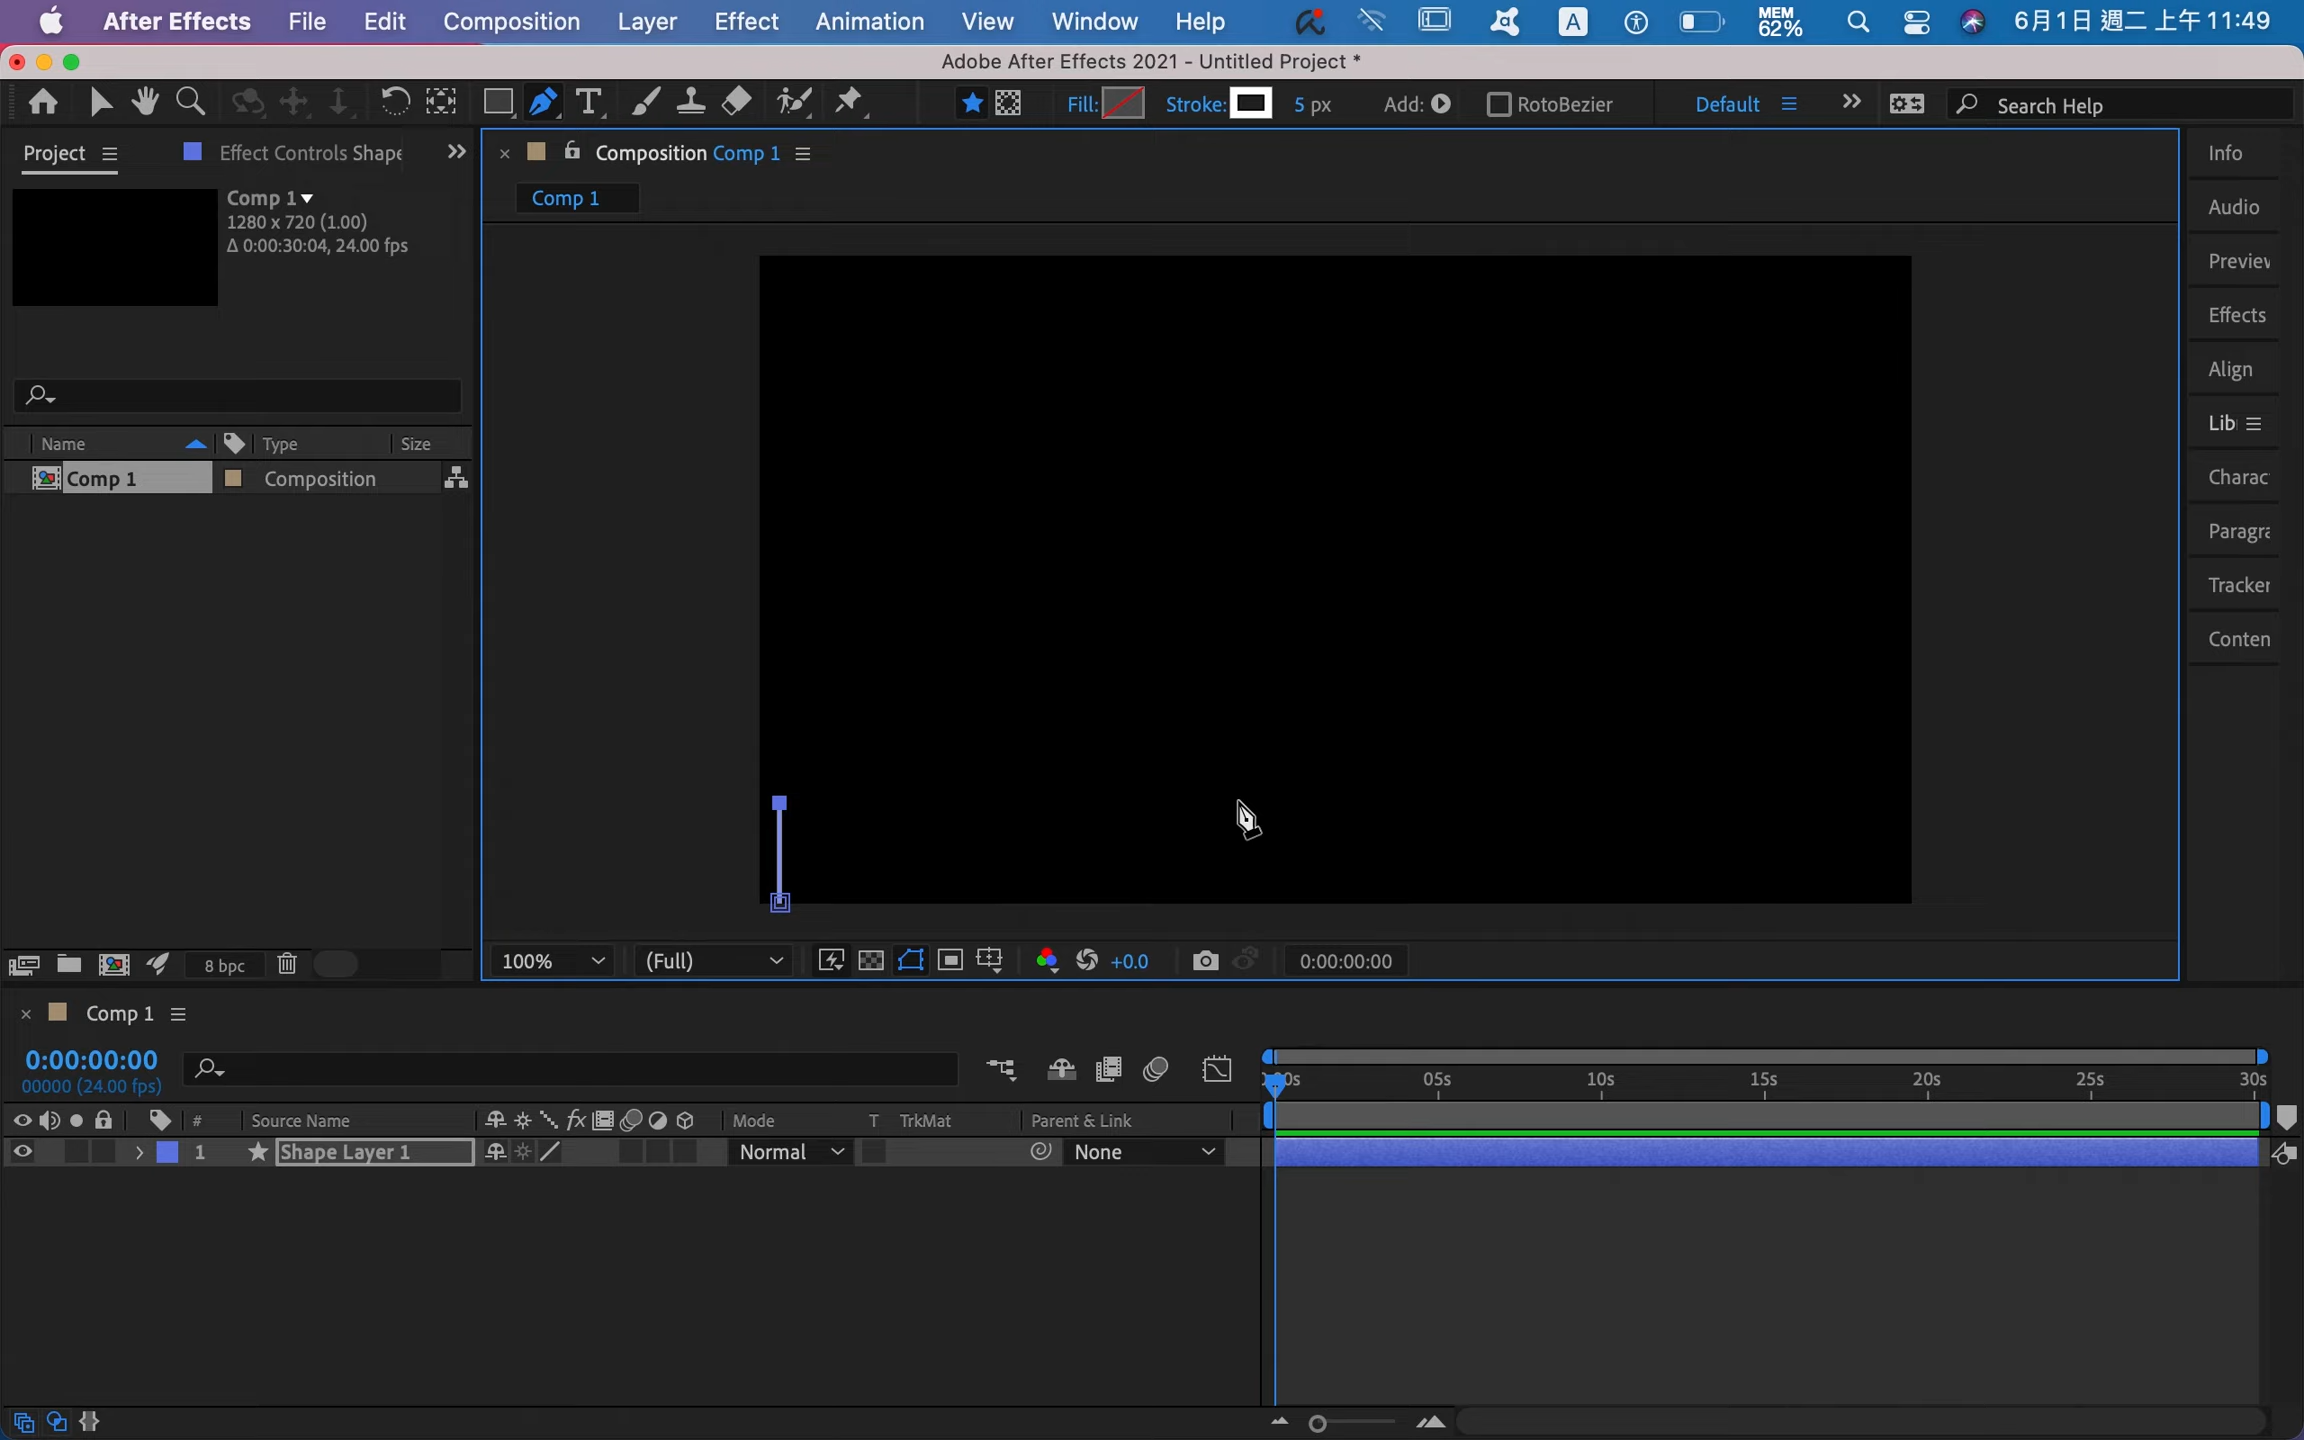 After Effects File Edit Composition Layer Effect Animation View Window Help A MEM 62% 6月1日 週二 上午 11:49
Adobe After Effects 2021 - Untitled Project *
T Fill: Stroke: 5 px Add: RotoBezier Default Search Help
Project Effect Controls Shape
Composition Comp 1
Comp 1
Comp 1
1280 x 720 (1.00)
Δ 0:00:30:04, 24.00 fps
Name Type Size
Comp 1 Composition
Info
Audio
Preview
Effects
Align
Lib
Charac
Paragra
Tracker
Conten
8 bpc
100% (Full) +0.0 0:00:00:00
Comp 1
0:00:00:00
00000 (24.00 fps)
00s 05s 10s 15s 20s 25s 30s
# Source Name fx Mode T TrkMat Parent & Link
1 Shape Layer 1 Normal None